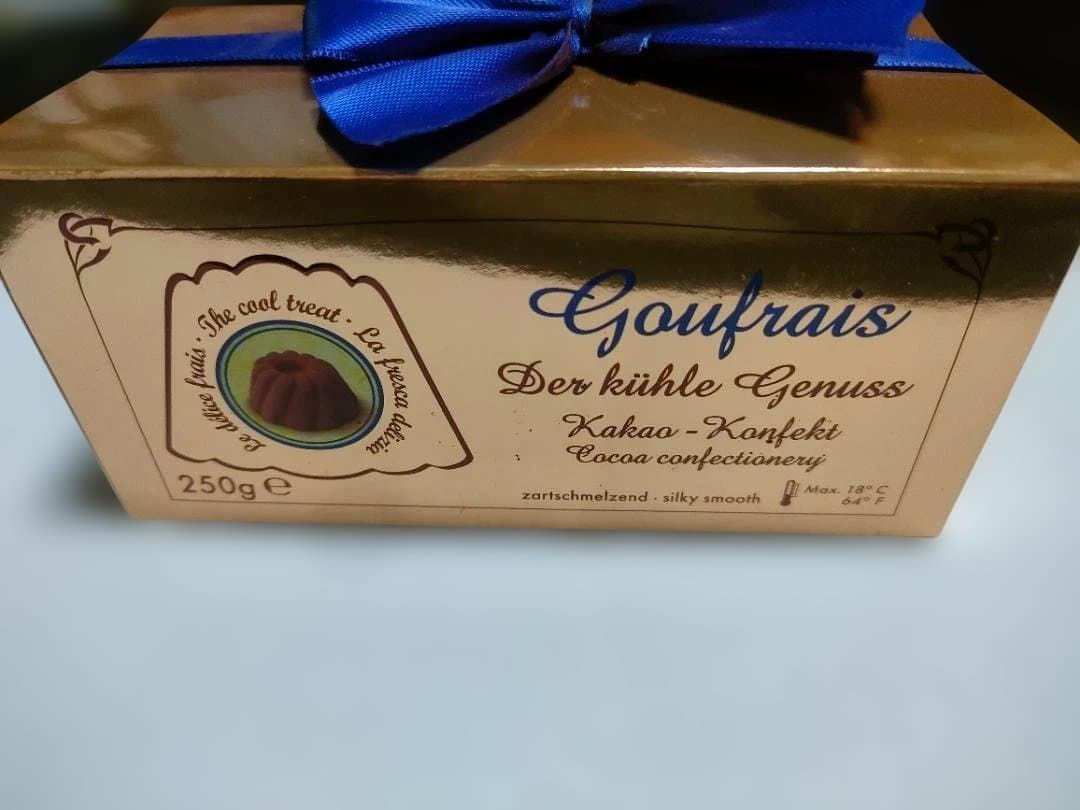 Le délice frais · The cool treat · La fresca delizia
250g ℮
Goufrais
Der kühle Genuss
Kakao - Konfekt
Cocoa confectionery
zartschmelzend · silky smooth
Max. 18° C
64° F